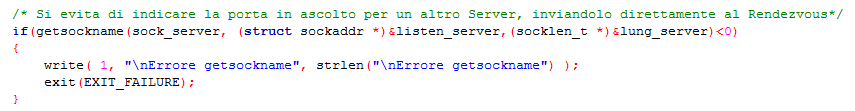 /* Si evita di indicare la porta in ascolto per un altro Server, inviandolo direttamente al Rendezvous*/
if(getsockname(sock_server, (struct sockaddr *)&listen_server,(socklen_t *)&lung_server)<0)
{
    write( 1, "\nErrore getsockname", strlen("\nErrore getsockname") );
    exit(EXIT_FAILURE);
}